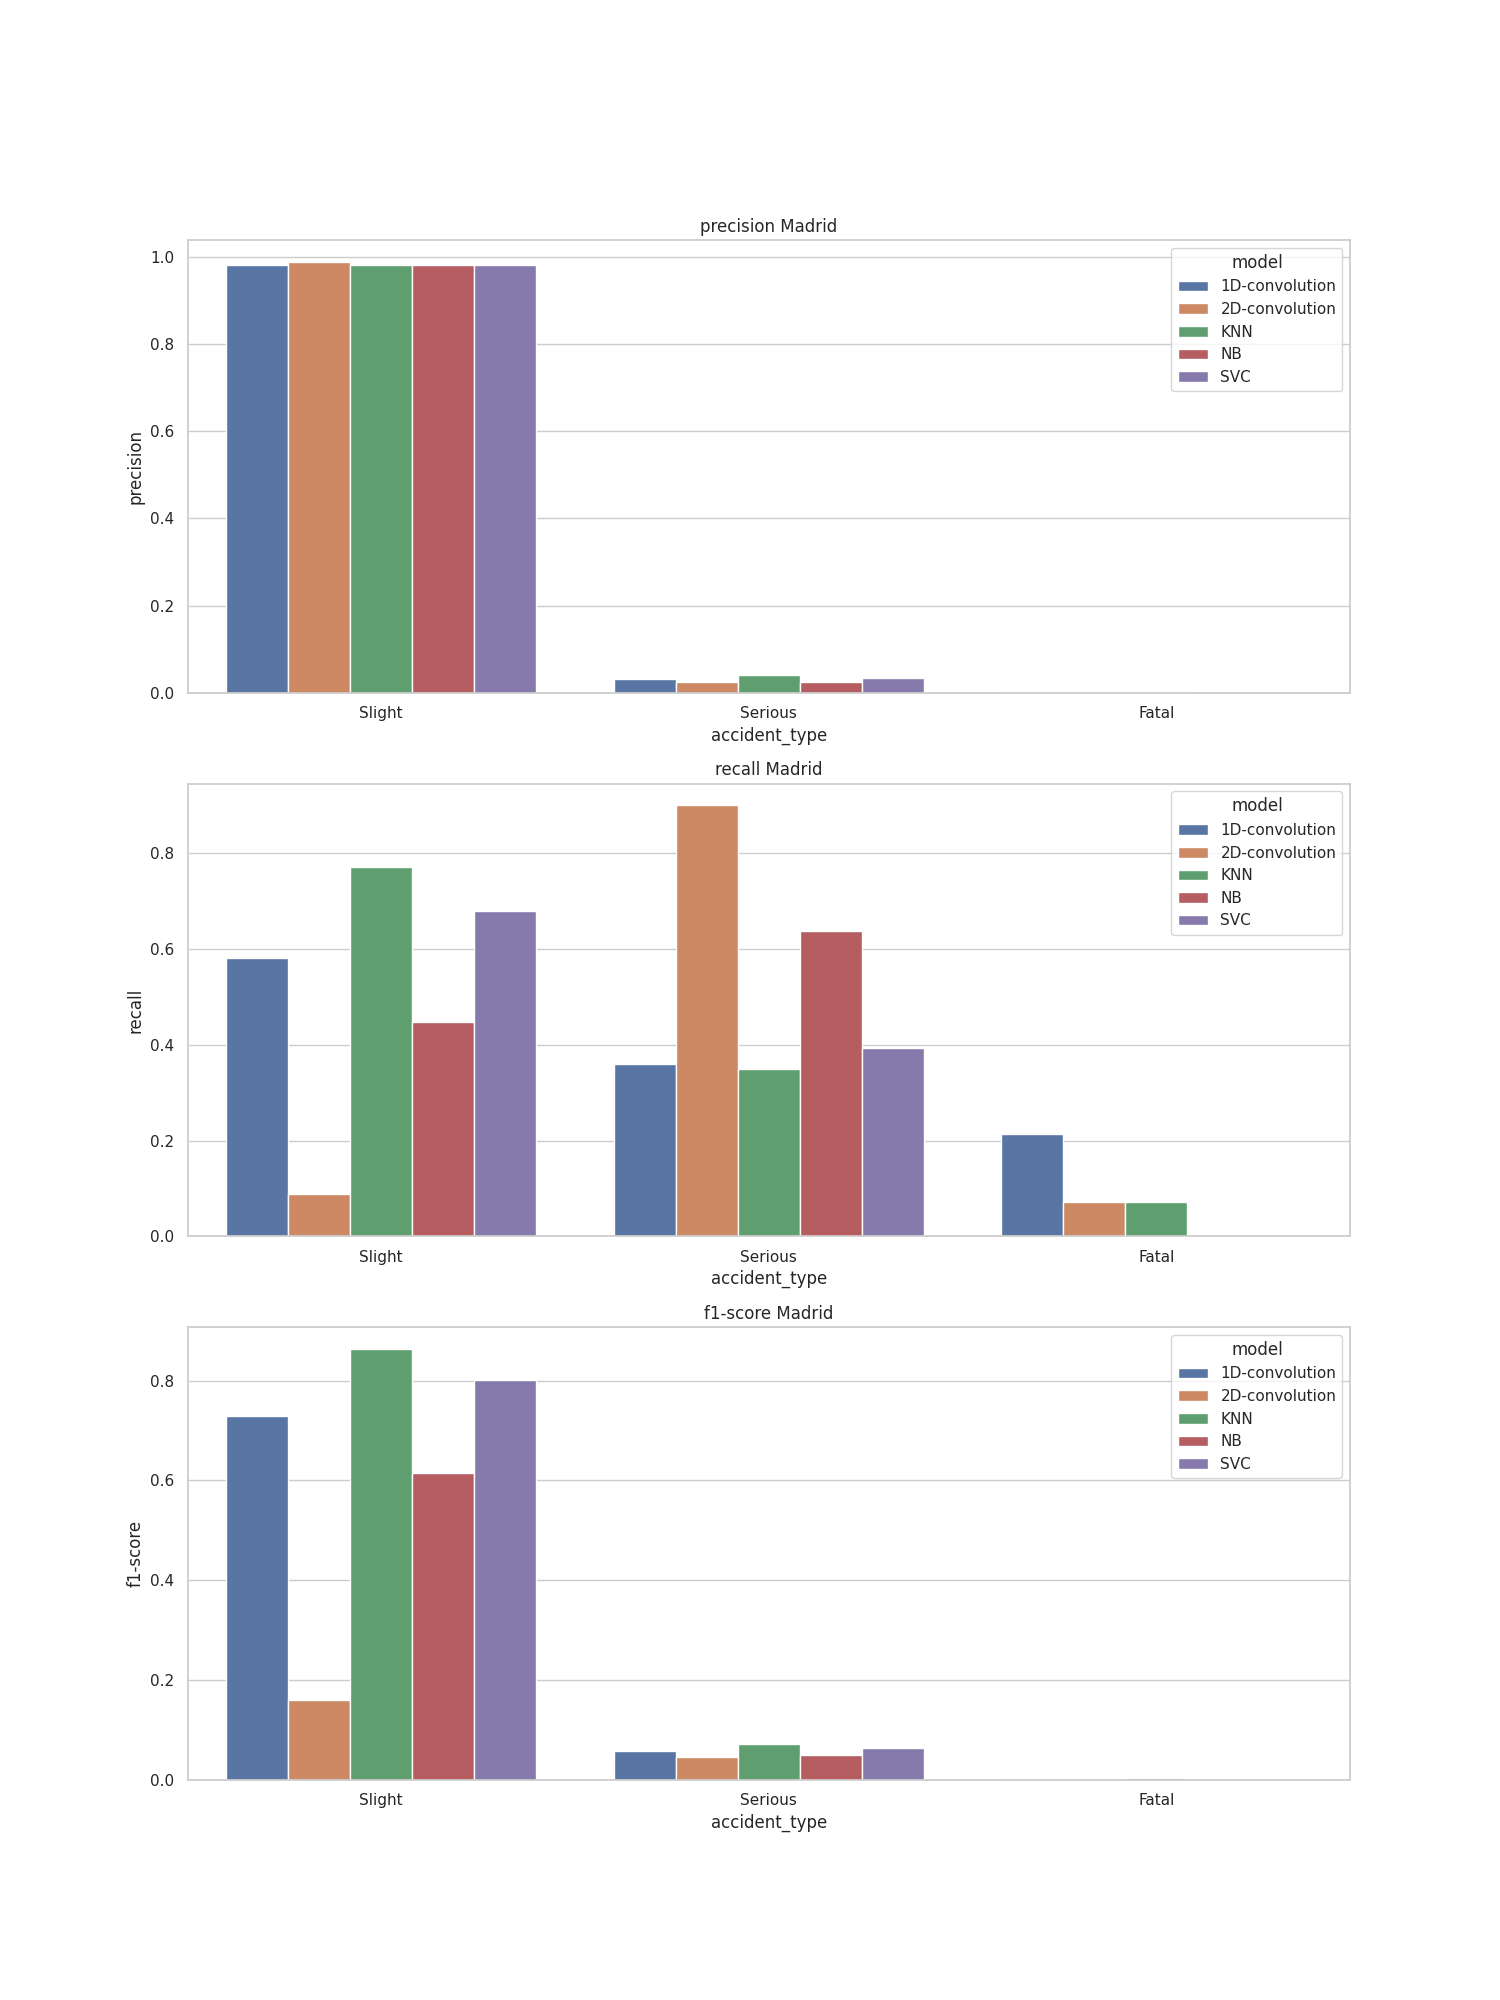 precision Madrid
1.0
0.8
0.6
0.4
0.2
0.0
precision
model
1D-convolution
2D-convolution
KNN
NB
SVC
Slight Serious Fatal
accident_type
recall Madrid
0.8
0.6
0.4
0.2
0.0
recall
model
1D-convolution
2D-convolution
KNN
NB
SVC
Slight Serious Fatal
accident_type
f1-score Madrid
0.8
0.6
0.4
0.2
0.0
f1-score
model
1D-convolution
2D-convolution
KNN
NB
SVC
Slight Serious Fatal
accident_type